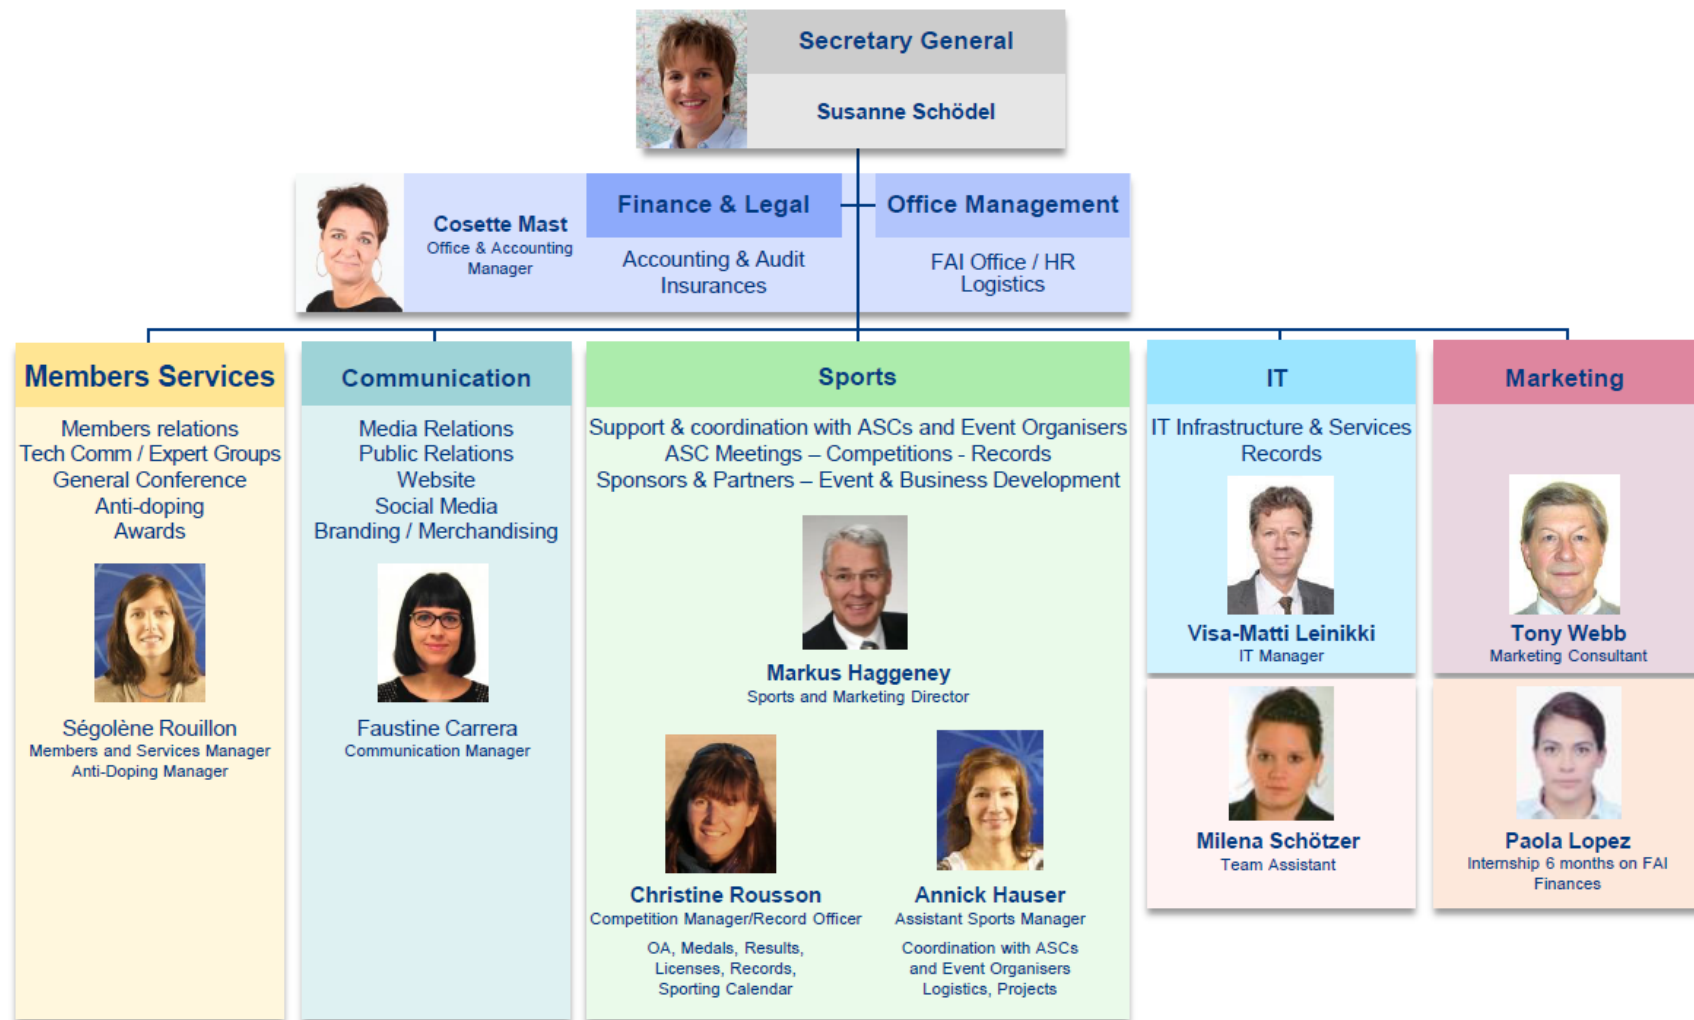 Secretary General
Susanne Schödel
Cosette Mast
Office & Accounting
Manager
Finance & Legal
Accounting & Audit
Insurances
Office Management
FAI Office / HR
Logistics
Members Services
Members relations
Tech Comm / Expert Groups
General Conference
Anti-doping
Awards
Ségolène Rouillon
Members and Services Manager
Anti-Doping Manager
Communication
Media Relations
Public Relations
Website
Social Media
Branding / Merchandising
Faustine Carrera
Communication Manager
Sports
Support & coordination with ASCs and Event Organisers
ASC Meetings – Competitions - Records
Sponsors & Partners – Event & Business Development
Markus Haggeney
Sports and Marketing Director
Christine Rousson
Competition Manager/Record Officer
OA, Medals, Results,
Licenses, Records,
Sporting Calendar
Annick Hauser
Assistant Sports Manager
Coordination with ASCs
and Event Organisers
Logistics, Projects
IT
IT Infrastructure & Services
Records
Visa-Matti Leinikki
IT Manager
Milena Schötzer
Team Assistant
Marketing
Tony Webb
Marketing Consultant
Paola Lopez
Internship 6 months on FAI
Finances